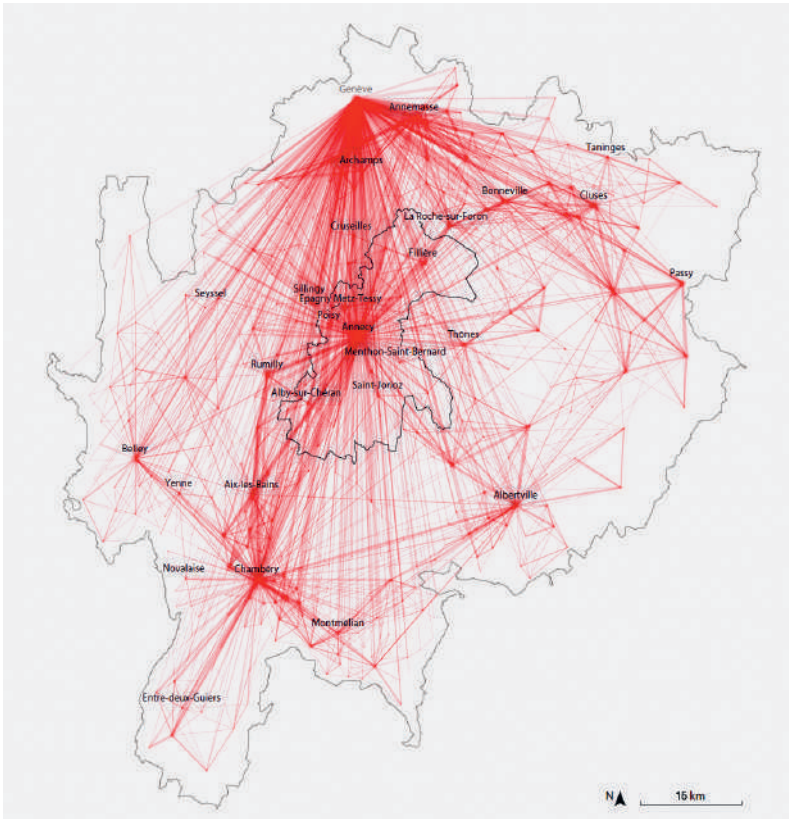 Genève
Annemasse
Archamps
Taninges
Bonneville
Cluses
La Roche-sur-Foron
Cruseilles
Fillière
Passy
Seyssel
Sillingy
Epagny Metz-Tessy
Poisy
Annecy
Thônes
Menthon-Saint-Bernard
Rumilly
Saint-Jorioz
Alby-sur-Chéran
Belley
Yenne
Aix-les-Bains
Albertville
Novalaise
Chambéry
Montmélian
Entre-deux-Guiers
N
15 km